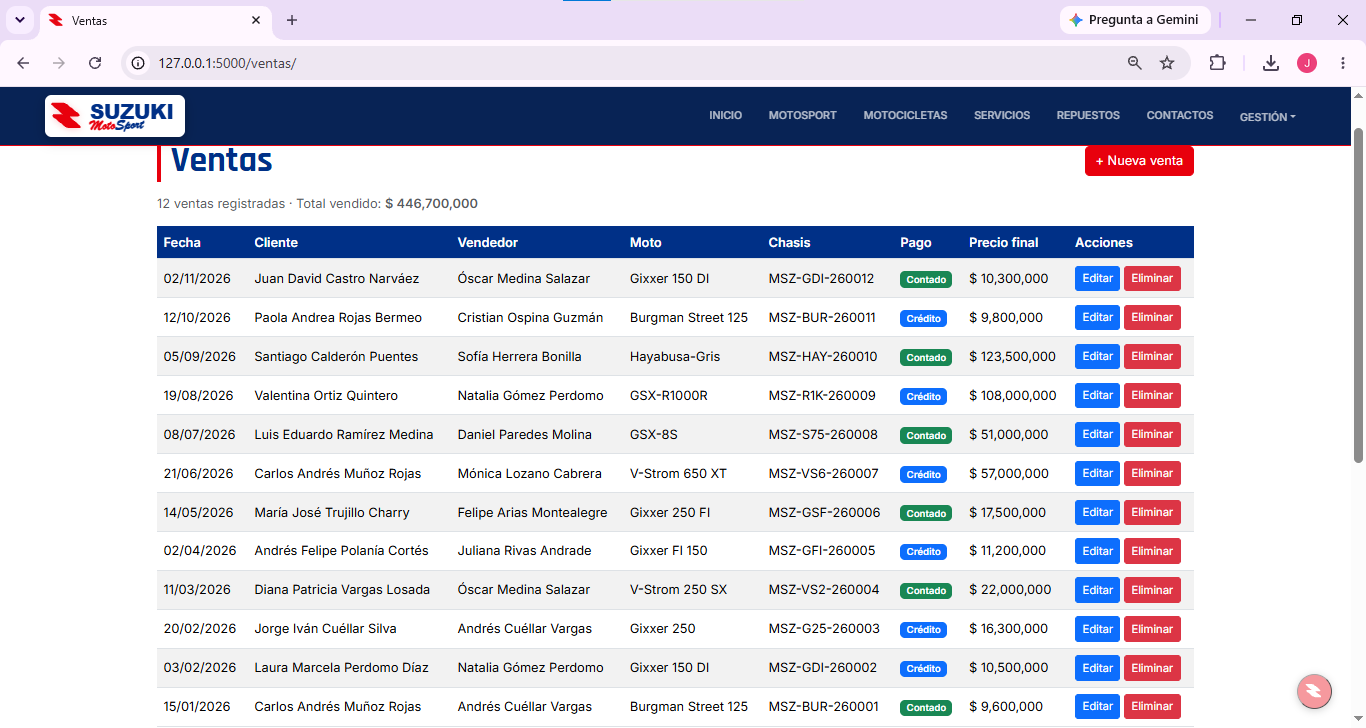 Ventas
Pregunta a Gemini
127.0.0.1:5000/ventas/
J
SUZUKI
MotoSport
INICIO MOTOSPORT MOTOCICLETAS SERVICIOS REPUESTOS CONTACTOS GESTIÓN
Ventas
+ Nueva venta
12 ventas registradas · Total vendido: $ 446,700,000
Fecha Cliente Vendedor Moto Chasis Pago Precio final Acciones
02/11/2026 Juan David Castro Narváez Óscar Medina Salazar Gixxer 150 DI MSZ-GDI-260012 Contado $ 10,300,000 Editar Eliminar
12/10/2026 Paola Andrea Rojas Bermeo Cristian Ospina Guzmán Burgman Street 125 MSZ-BUR-260011 Crédito $ 9,800,000 Editar Eliminar
05/09/2026 Santiago Calderón Puentes Sofía Herrera Bonilla Hayabusa-Gris MSZ-HAY-260010 Contado $ 123,500,000 Editar Eliminar
19/08/2026 Valentina Ortiz Quintero Natalia Gómez Perdomo GSX-R1000R MSZ-R1K-260009 Crédito $ 108,000,000 Editar Eliminar
08/07/2026 Luis Eduardo Ramírez Medina Daniel Paredes Molina GSX-8S MSZ-S75-260008 Contado $ 51,000,000 Editar Eliminar
21/06/2026 Carlos Andrés Muñoz Rojas Mónica Lozano Cabrera V-Strom 650 XT MSZ-VS6-260007 Crédito $ 57,000,000 Editar Eliminar
14/05/2026 María José Trujillo Charry Felipe Arias Montealegre Gixxer 250 FI MSZ-GSF-260006 Contado $ 17,500,000 Editar Eliminar
02/04/2026 Andrés Felipe Polanía Cortés Juliana Rivas Andrade Gixxer FI 150 MSZ-GFI-260005 Crédito $ 11,200,000 Editar Eliminar
11/03/2026 Diana Patricia Vargas Losada Óscar Medina Salazar V-Strom 250 SX MSZ-VS2-260004 Contado $ 22,000,000 Editar Eliminar
20/02/2026 Jorge Iván Cuéllar Silva Andrés Cuéllar Vargas Gixxer 250 MSZ-G25-260003 Crédito $ 16,300,000 Editar Eliminar
03/02/2026 Laura Marcela Perdomo Díaz Natalia Gómez Perdomo Gixxer 150 DI MSZ-GDI-260002 Crédito $ 10,500,000 Editar Eliminar
15/01/2026 Carlos Andrés Muñoz Rojas Andrés Cuéllar Vargas Burgman Street 125 MSZ-BUR-260001 Contado $ 9,600,000 Editar Eliminar